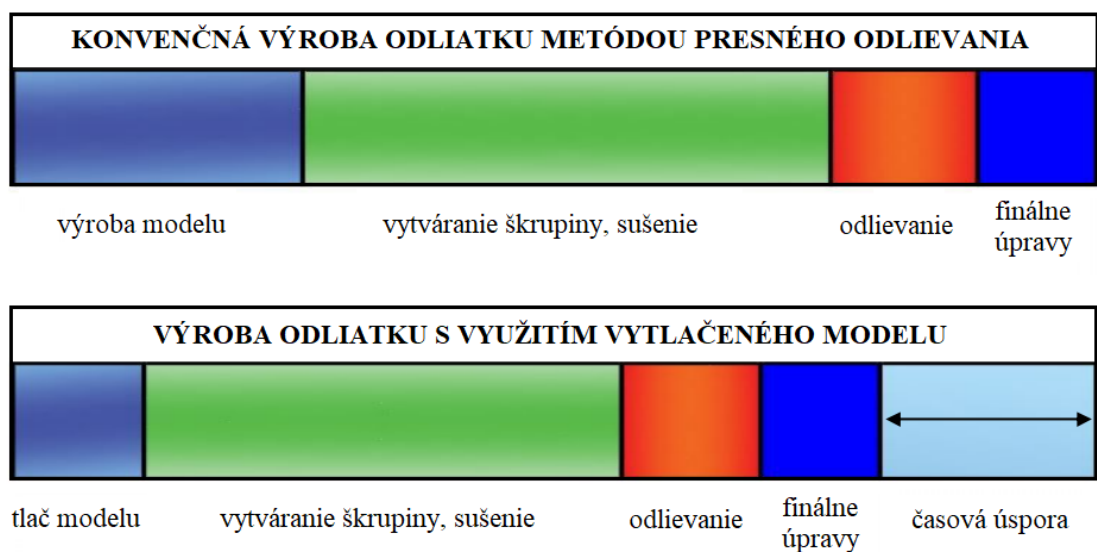 KONVENČNÁ VÝROBA ODLIATKU METÓDOU PRESNÉHO ODLIEVANIA
výroba modelu
vytváranie škrupiny, sušenie
odlievanie
finálne
úpravy
VÝROBA ODLIATKU S VYUŽITÍM VYTLAČENÉHO MODELU
tlač modelu
vytváranie škrupiny, sušenie
odlievanie
finálne
úpravy
časová úspora